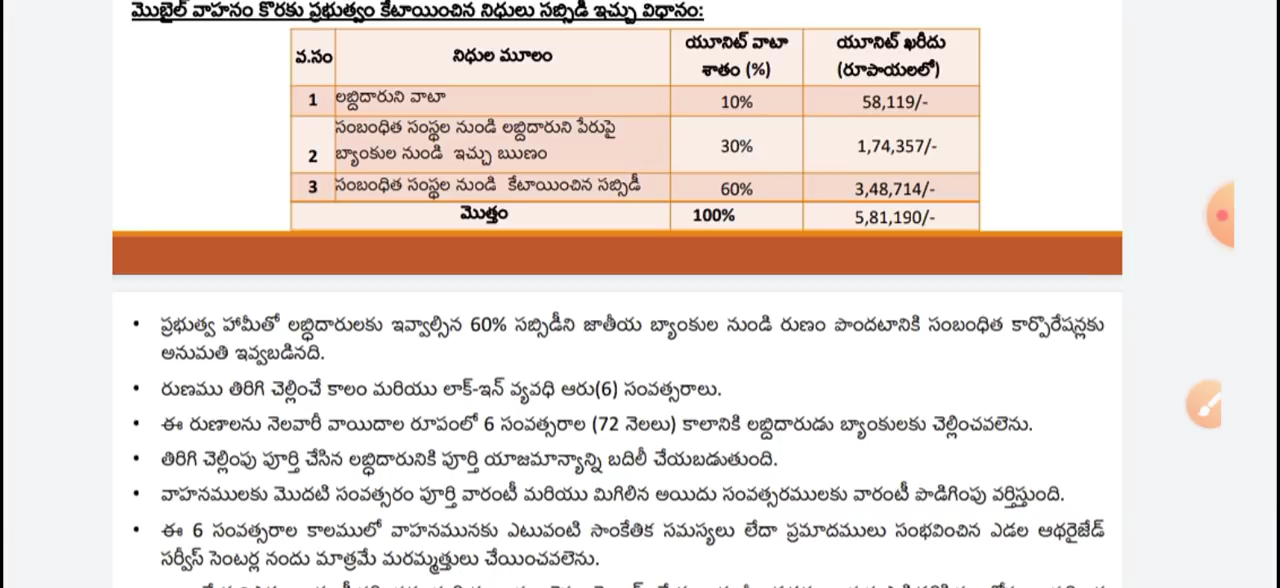 మొబైల్ వాహనం కొరకు ప్రభుత్వం కేటాయించిన నిధులు సబ్సిడీ ఇచ్చు విధానం:
వ.సం నిధుల మూలం యూనిట్ వాటా శాతం (%) యూనిట్ ఖరీదు (రూపాయలలో)
1 లబ్దిదారుని వాటా 10% 58,119/-
2 సంబంధిత సంస్థల నుండి లబ్దిదారుని పేరుపై
బ్యాంకుల నుండి ఇచ్చు ఋణం 30% 1,74,357/-
3 సంబంధిత సంస్థల నుండి కేటాయించిన సబ్సిడీ 60% 3,48,714/-
మొత్తం 100% 5,81,190/-
• ప్రభుత్వ హామీతో లబ్ధిదారులకు ఇవ్వాల్సిన 60% సబ్సిడీని జాతీయ బ్యాంకుల నుండి రుణం పొందటానికి సంబంధిత కార్పొరేషన్లకు
అనుమతి ఇవ్వబడినది.
• రుణము తిరిగి చెల్లించే కాలం మరియు లాక్-ఇన్ వ్యవధి ఆరు(6) సంవత్సరాలు.
• ఈ రుణాలను నెలవారీ వాయిదాల రూపంలో 6 సంవత్సరాల (72 నెలలు) కాలానికి లబ్దిదారుడు బ్యాంకులకు చెల్లించవలెను.
• తిరిగి చెల్లింపు పూర్తి చేసిన లబ్ధిదారునికి పూర్తి యాజమాన్యాన్ని బదిలీ చేయబడుతుంది.
• వాహనములకు మొదటి సంవత్సరం పూర్తి వారంటీ మరియు మిగిలిన అయిదు సంవత్సరములకు వారంటీ పొడిగింపు వర్తిస్తుంది.
• ఈ 6 సంవత్సరాల కాలములో వాహనమునకు ఎటువంటి సాంకేతిక సమస్యలు లేదా ప్రమాదములు సంభవించిన ఎడల ఆథరైజేడ్
సర్వీస్ సెంటర్ల నందు మాత్రమే మరమ్మత్తులు చేయించవలెను.